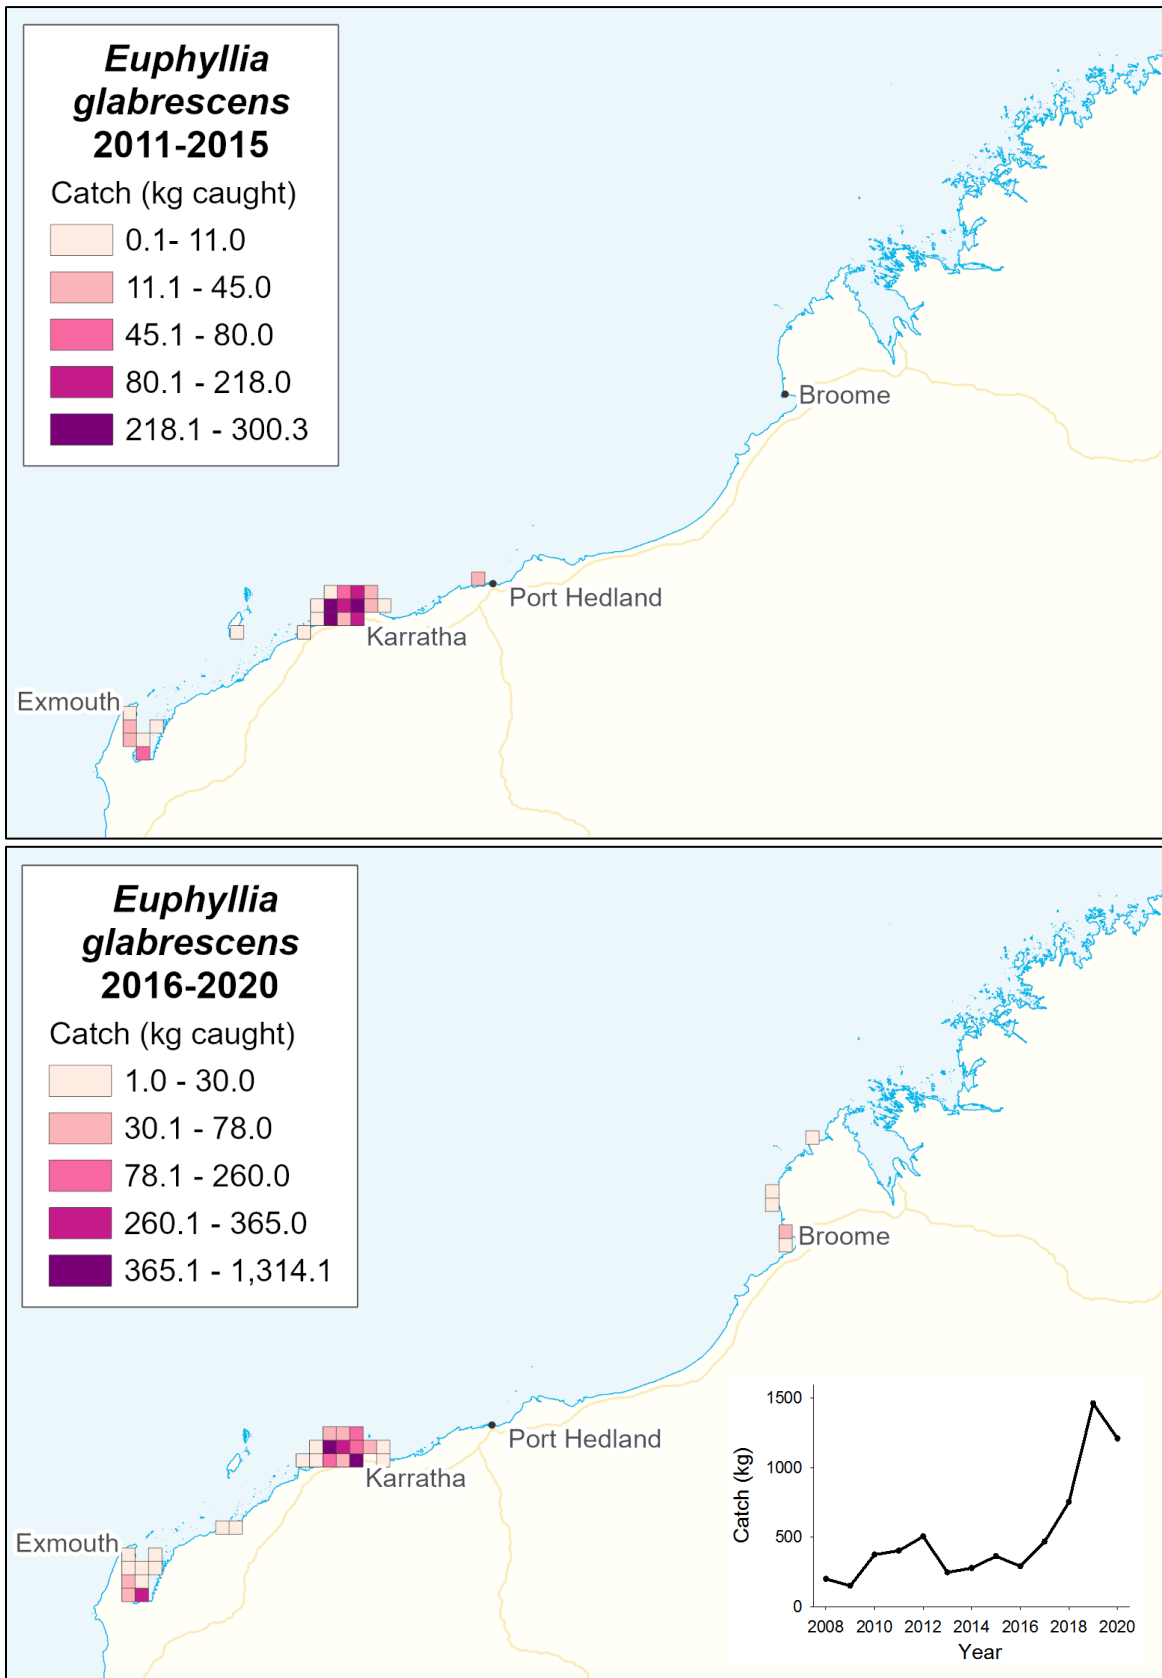 Euphyllia
glabrescens
2011-2015
Catch (kg caught)
0.1- 11.0
11.1 - 45.0
45.1 - 80.0
80.1 - 218.0
218.1 - 300.3
Broome
Port Hedland
Karratha
Exmouth
Euphyllia
glabrescens
2016-2020
Catch (kg caught)
1.0 - 30.0
30.1 - 78.0
78.1 - 260.0
260.1 - 365.0
365.1 - 1,314.1
Broome
Port Hedland
Karratha
Exmouth
1500
1000
500
0
Catch (kg)
2008 2010 2012 2014 2016 2018 2020
Year